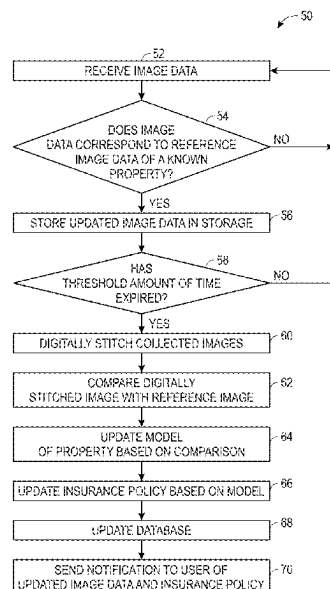 50
52
RECEIVE IMAGE DATA
54
DOES IMAGE
DATA CORRESPOND TO REFERENCE
IMAGE DATA OF A KNOWN
PROPERTY?
NO
YES
56
STORE UPDATED IMAGE DATA IN STORAGE
58
HAS
THRESHOLD AMOUNT OF TIME
EXPIRED?
NO
YES
60
DIGITALLY STITCH COLLECTED IMAGES
62
COMPARE DIGITALLY
STITCHED IMAGE WITH REFERENCE IMAGE
64
UPDATE MODEL
OF PROPERTY BASED ON COMPARISON
66
UPDATE INSURANCE POLICY BASED ON MODEL
68
UPDATE DATABASE
70
SEND NOTIFICATION TO USER OF
UPDATED IMAGE DATA AND INSURANCE POLICY